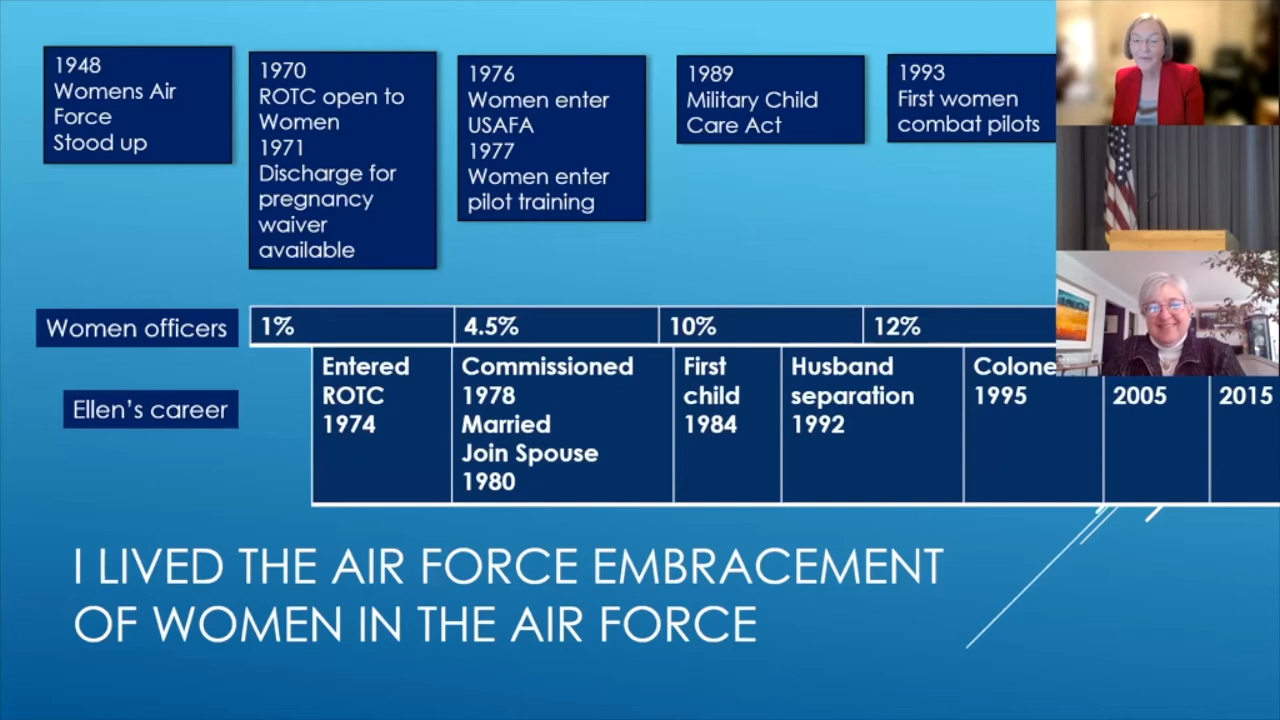 1948
Womens Air
Force
Stood up
1970
ROTC open to
Women
1971
Discharge for
pregnancy
waiver
available
1976
Women enter
USAFA
1977
Women enter
pilot training
1989
Military Child
Care Act
1993
First women
combat pilots
Women officers
1%
4.5%
10%
12%
Ellen's career
Entered
ROTC
1974
Commissioned
1978
Married
Join Spouse
1980
First
child
1984
Husband
separation
1992
Colone
1995
2005
2015
I LIVED THE AIR FORCE EMBRACEMENT
OF WOMEN IN THE AIR FORCE